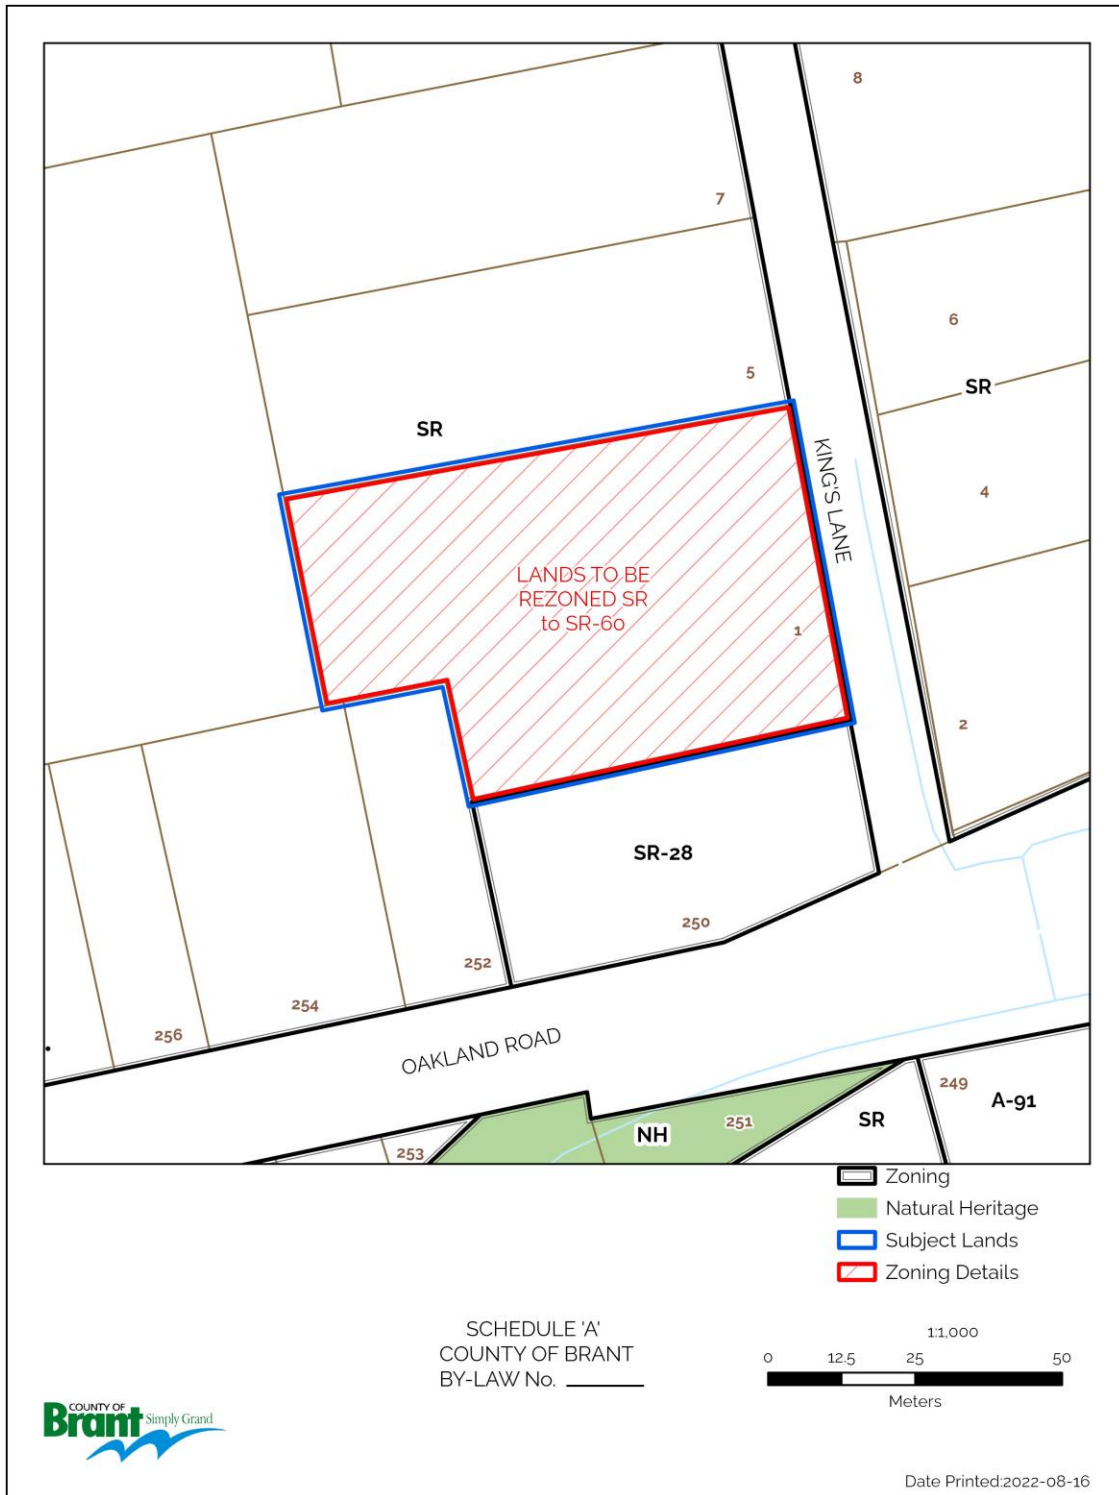 8
7
6
5
SR
SR
4
KING'S LANE
LANDS TO BE
REZONED SR
to SR-60
1
2
SR-28
250
252
254
256
OAKLAND ROAD
249
A-91
251
SR
NH
253
Zoning
Natural Heritage
Subject Lands
Zoning Details
SCHEDULE 'A'
COUNTY OF BRANT
BY-LAW No. ________
1:1,000
0 12.5 25 50
Meters
COUNTY OF
Brant Simply Grand
Date Printed:2022-08-16